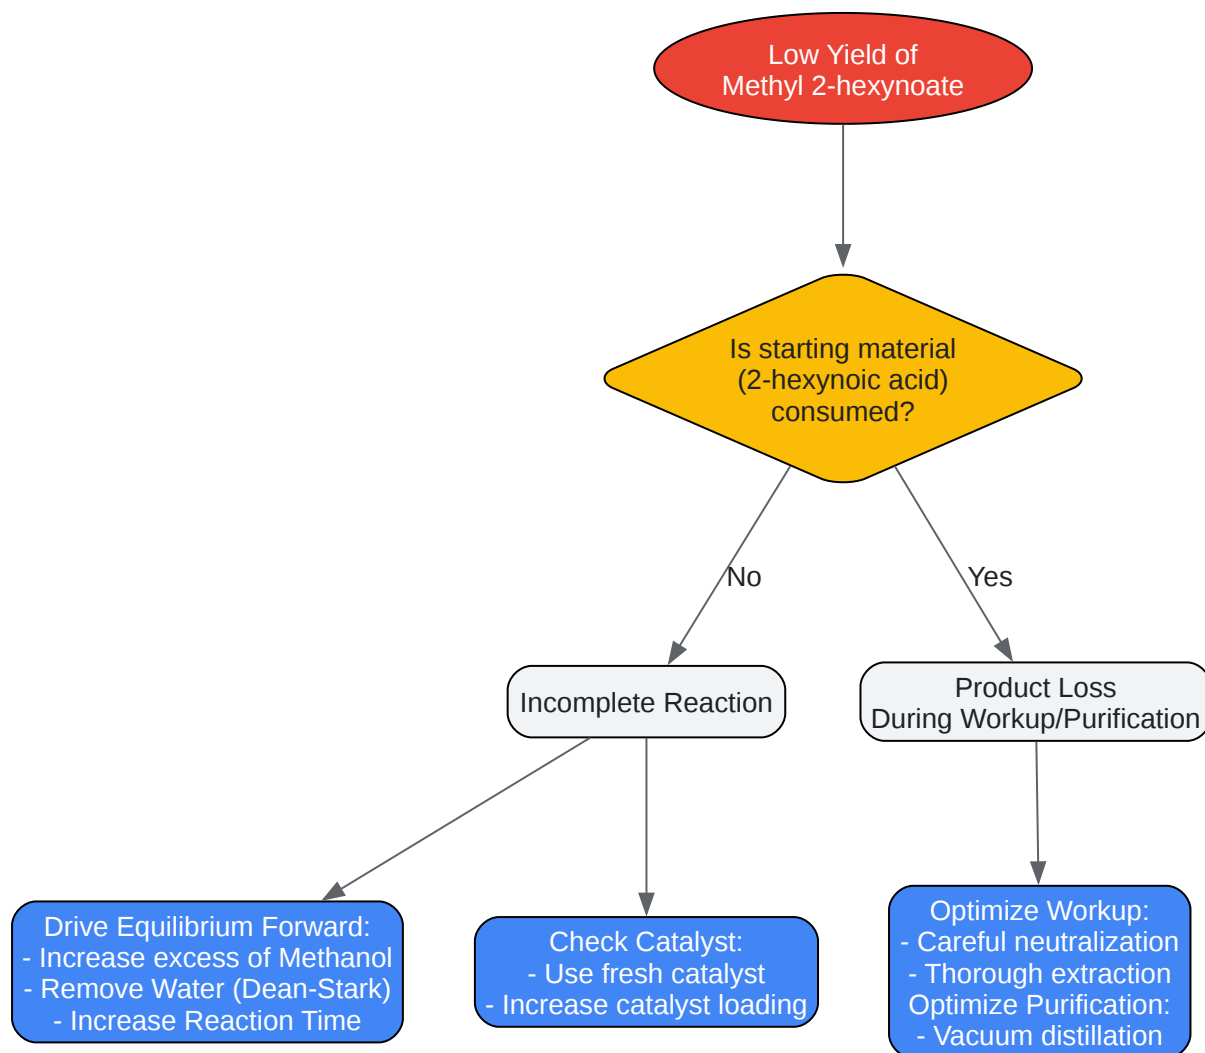 Low Yield of
Methyl 2-hexynoate
Is starting material
(2-hexynoic acid)
consumed?
No
Yes
Incomplete Reaction
Product Loss
During Workup/Purification
Drive Equilibrium Forward:
- Increase excess of Methanol
- Remove Water (Dean-Stark)
- Increase Reaction Time
Check Catalyst:
- Use fresh catalyst
- Increase catalyst loading
Optimize Workup:
- Careful neutralization
- Thorough extraction
Optimize Purification:
- Vacuum distillation